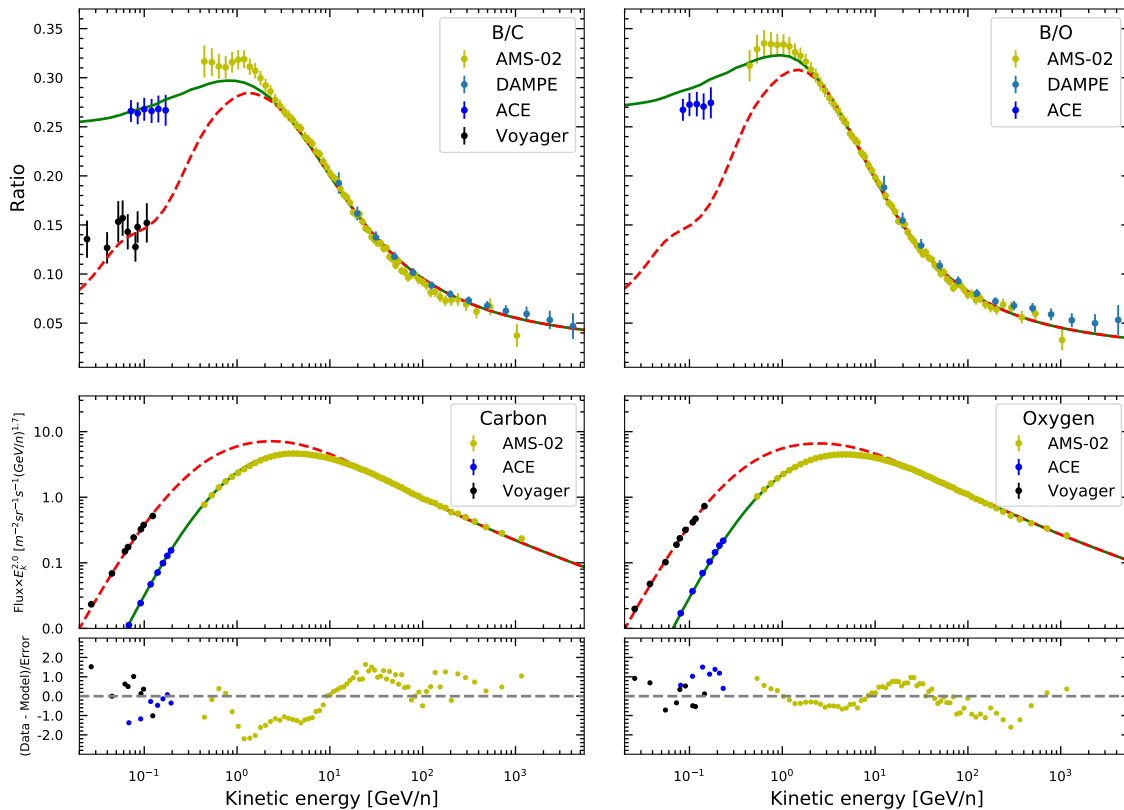 B/C
AMS-02
DAMPE
ACE
Voyager
0.35
0.30
0.25
0.20
0.15
0.10
0.05
Ratio
B/O
AMS-02
DAMPE
ACE
Carbon
AMS-02
ACE
Voyager
10.0
1.0
0.1
0.0
Flux×E_k^{2.0} [m^{-2}sr^{-1}s^{-1}(GeV/n)^{1.7}]
Oxygen
AMS-02
ACE
Voyager
2.0
1.0
0.0
-1.0
-2.0
(Data - Model)/Error
10^{-1} 10^{0} 10^{1} 10^{2} 10^{3}
Kinetic energy [GeV/n]
10^{-1} 10^{0} 10^{1} 10^{2} 10^{3}
Kinetic energy [GeV/n]